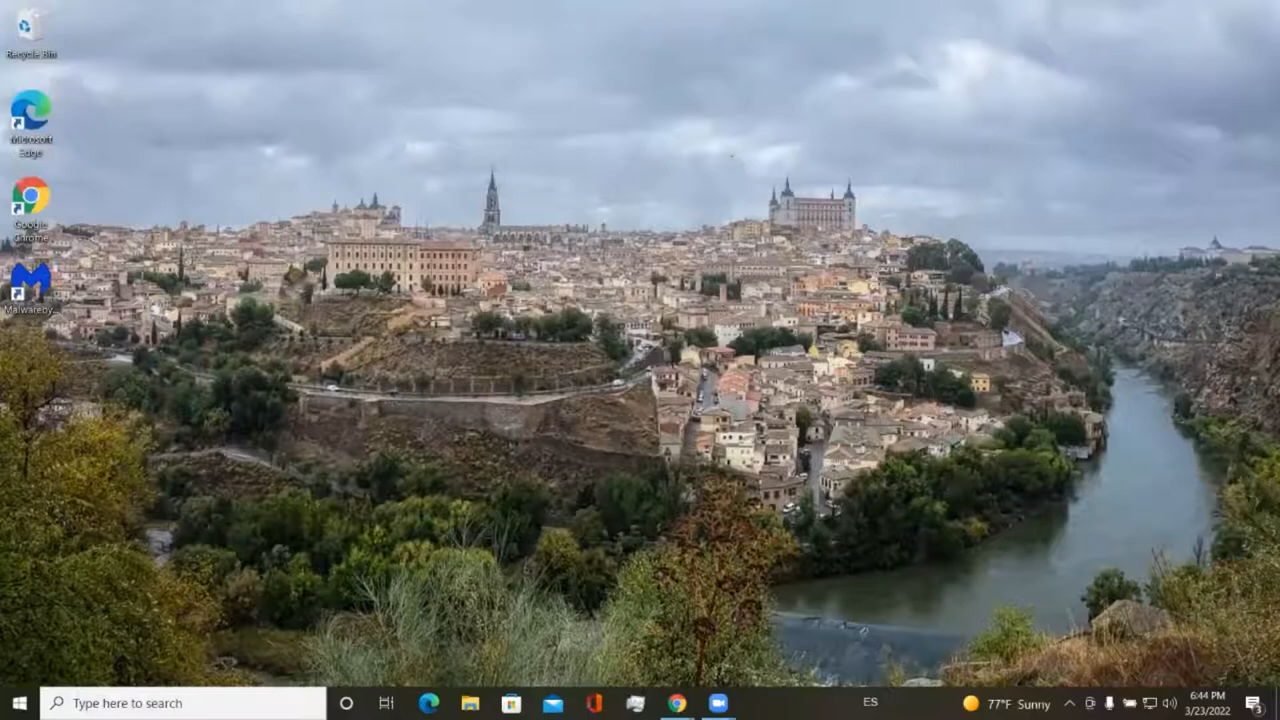 Recycle Bin
Microsoft
Edge
Google
Chrome
Malwareby...
Type here to search
ES
77°F Sunny
6:44 PM
3/23/2022
3